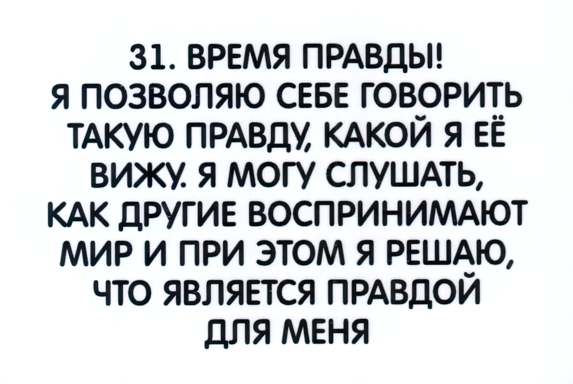 31. ВРЕМЯ ПРАВДЫ!
Я ПОЗВОЛЯЮ СЕБЕ ГОВОРИТЬ
ТАКУЮ ПРАВДУ, КАКОЙ Я ЕЁ
ВИЖУ. Я МОГУ СЛУШАТЬ,
КАК ДРУГИЕ ВОСПРИНИМАЮТ
МИР И ПРИ ЭТОМ Я РЕШАЮ,
ЧТО ЯВЛЯЕТСЯ ПРАВДОЙ
ДЛЯ МЕНЯ